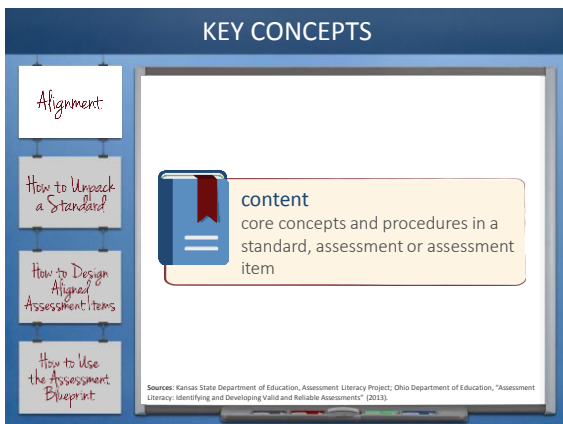 KEY CONCEPTS
Alignment
How to Unpack
a Standard
How to Design
Aligned
Assessment Items
How to Use
the Assessment
Blueprint
content
core concepts and procedures in a
standard, assessment or assessment
item
Sources: Kansas State Department of Education, Assessment Literacy Project; Ohio Department of Education, "Assessment
Literacy: Identifying and Developing Valid and Reliable Assessments" (2013).